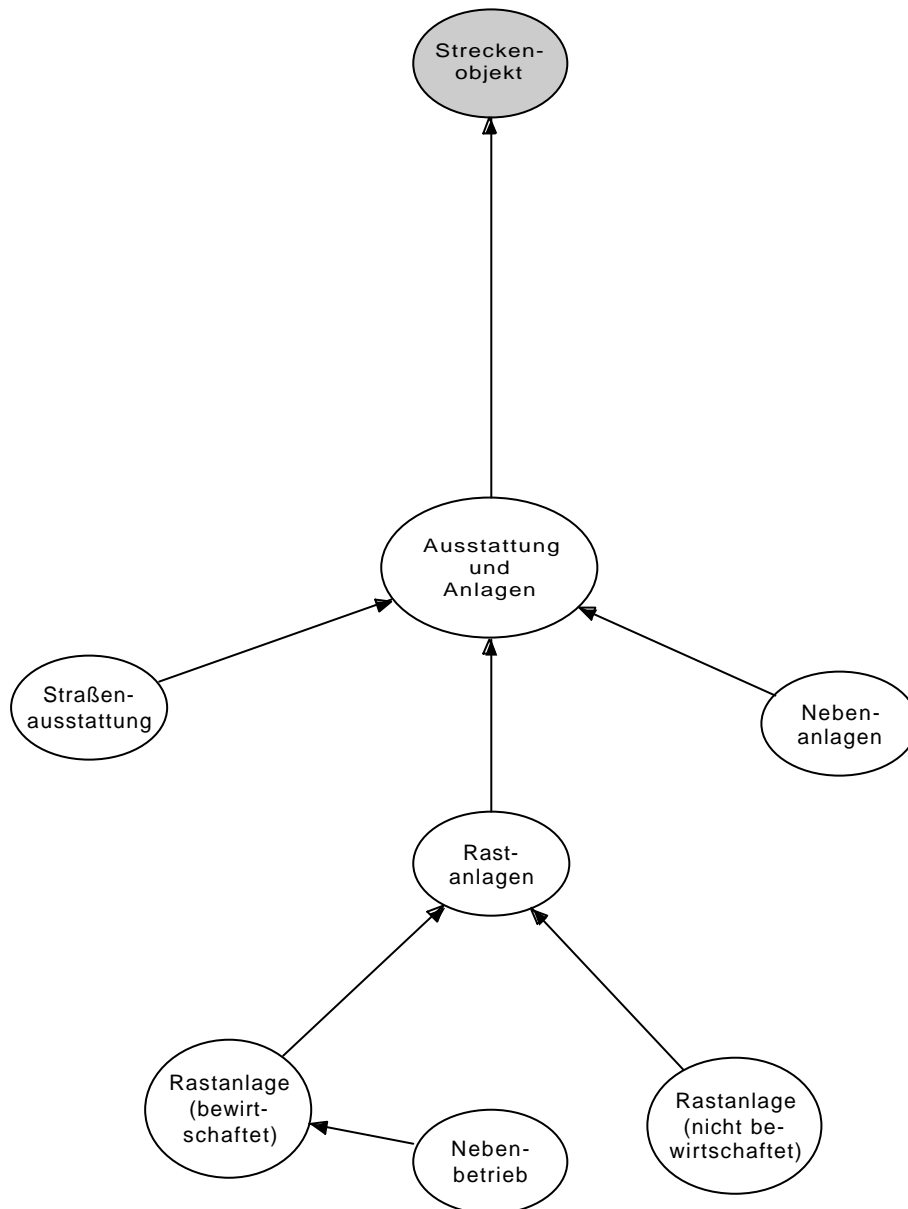 Strecken-
objekt
Ausstattung
und
Anlagen
Straßen-
ausstattung
Neben-
anlagen
Rast-
anlagen
Rastanlage
(bewirt-
schaftet)
Neben-
betrieb
Rastanlage
(nicht be-
wirtschaftet)